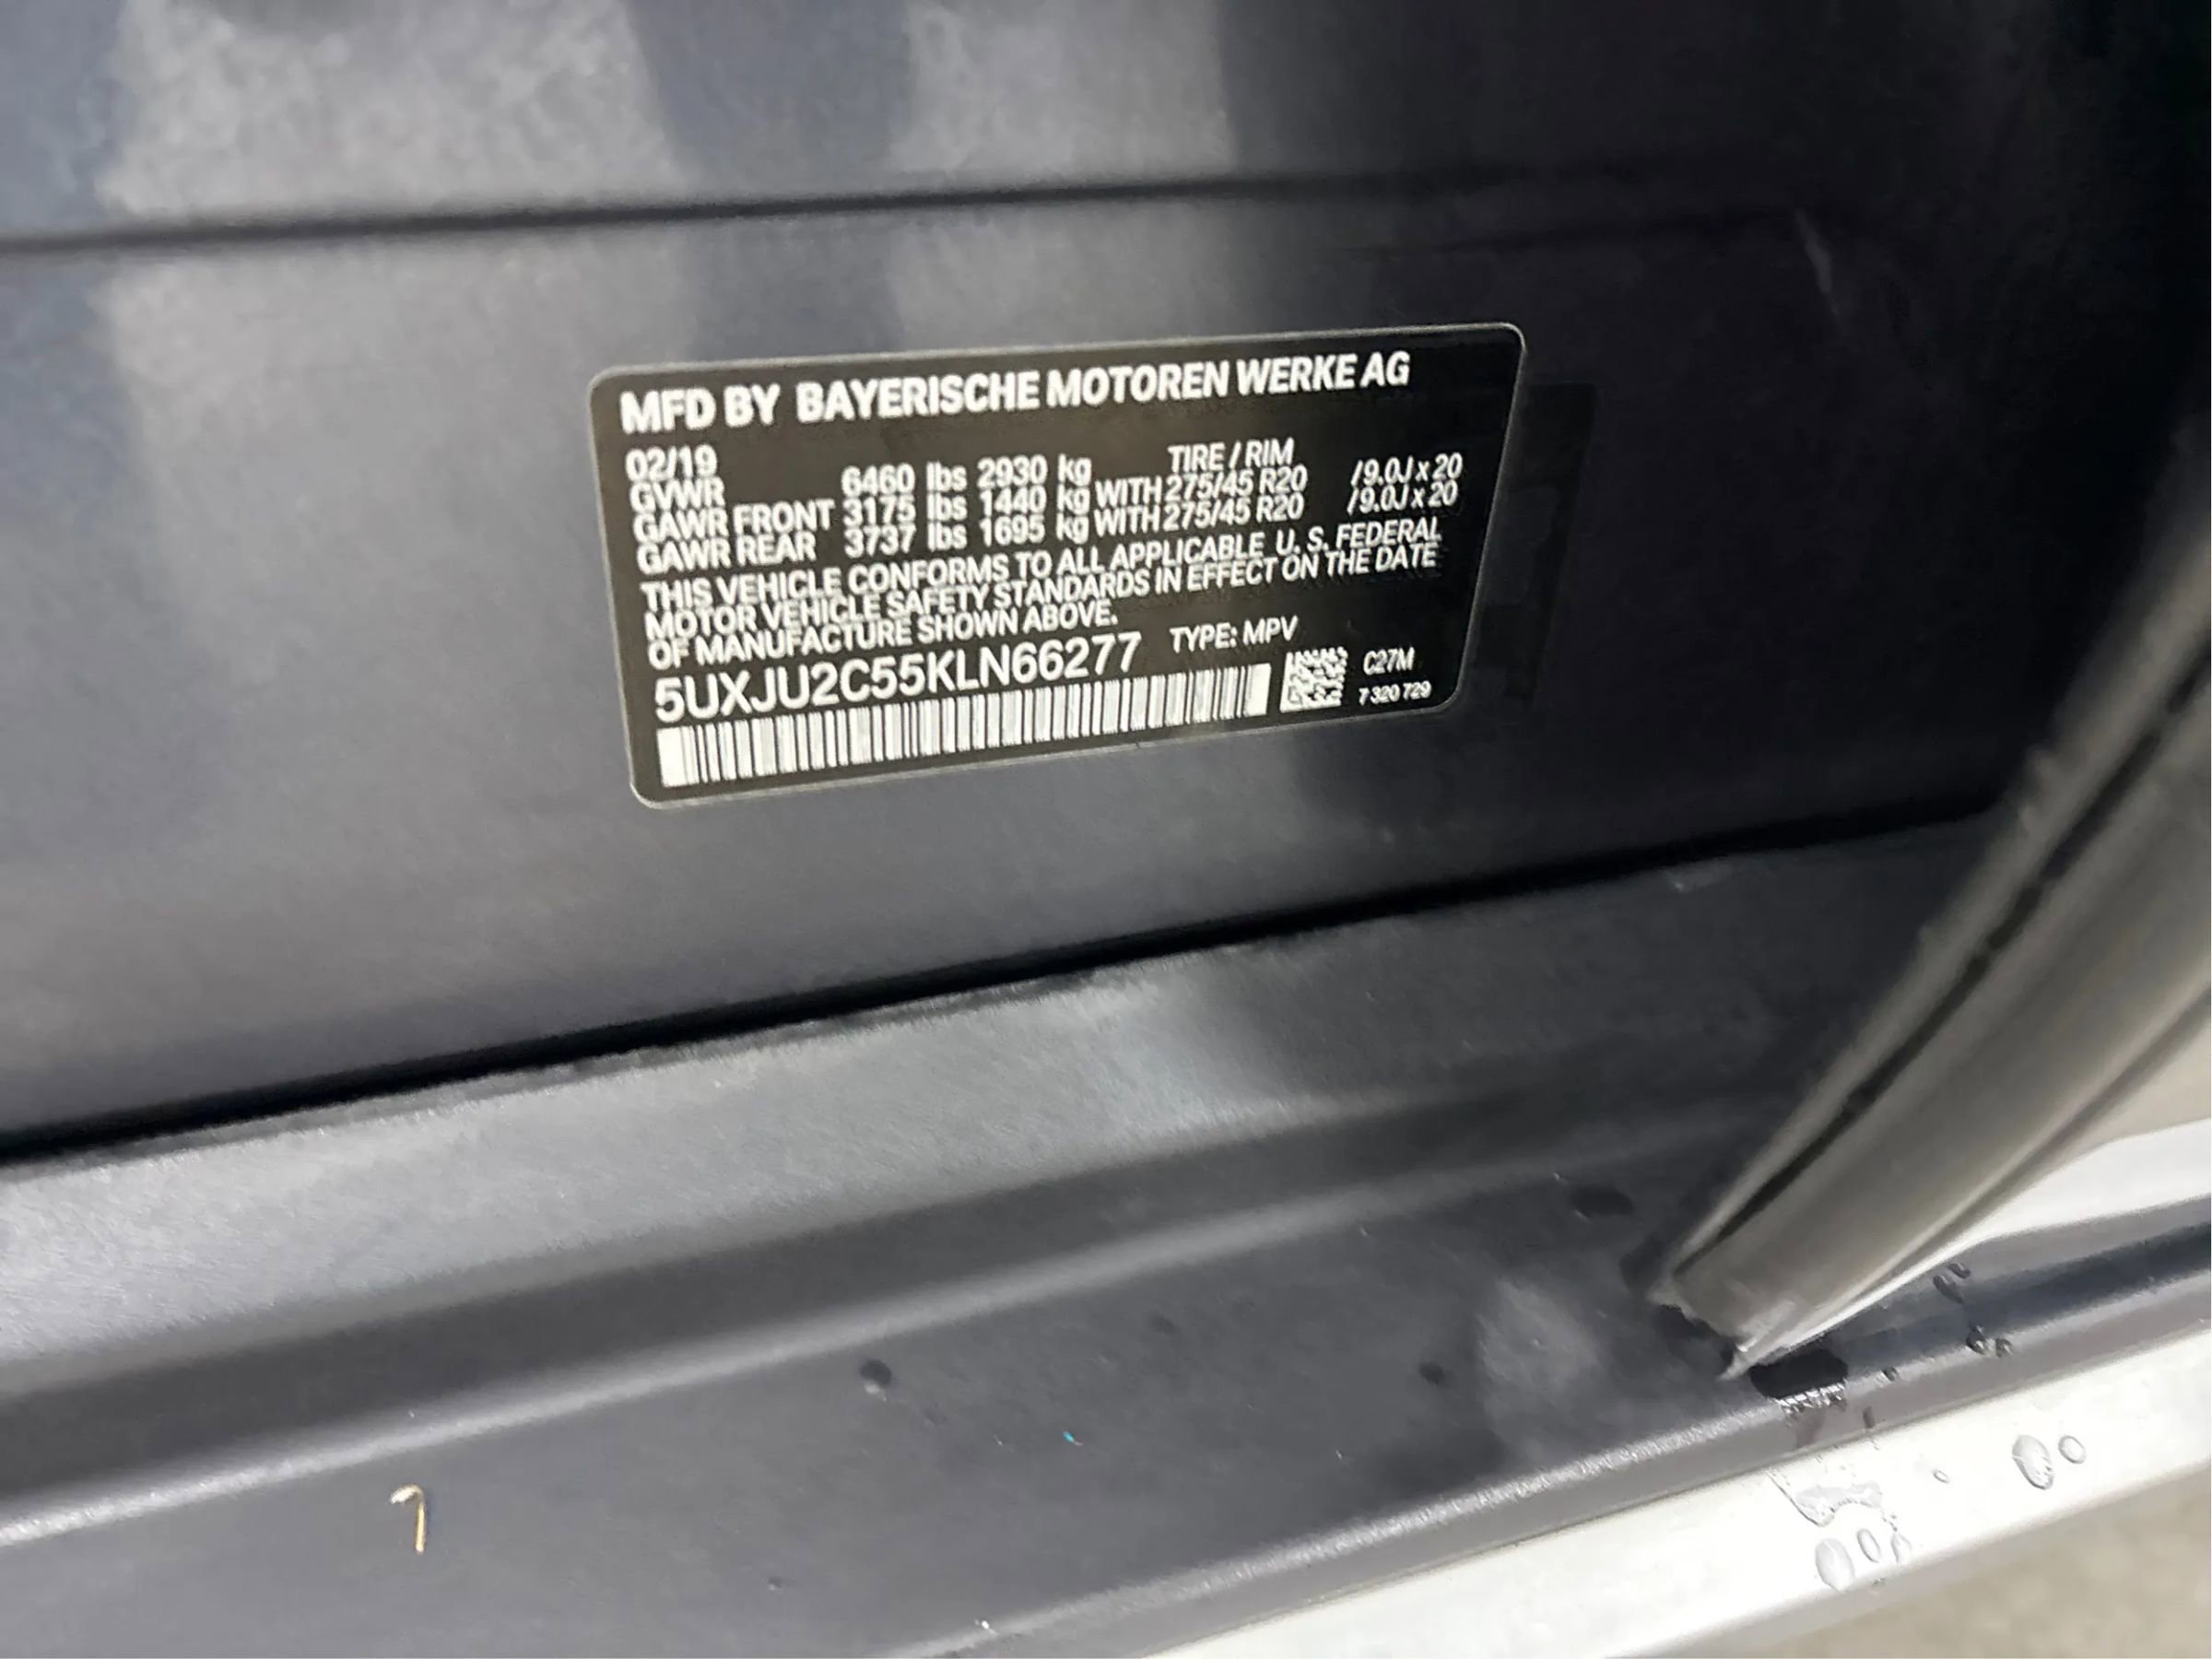 MFD BY BAYERISCHE MOTOREN WERKE AG
02/19 TIRE / RIM
GVWR 6460 lbs 2930 kg
GAWR FRONT 3175 lbs 1440 kg WITH 275/45 R20 /9.0J x 20
GAWR REAR 3737 lbs 1695 kg WITH 275/45 R20 /9.0J x 20
THIS VEHICLE CONFORMS TO ALL APPLICABLE U. S. FEDERAL
MOTOR VEHICLE SAFETY STANDARDS IN EFFECT ON THE DATE
OF MANUFACTURE SHOWN ABOVE.
5UXJU2C55KLN66277 TYPE: MPV
C27M
7 320 729